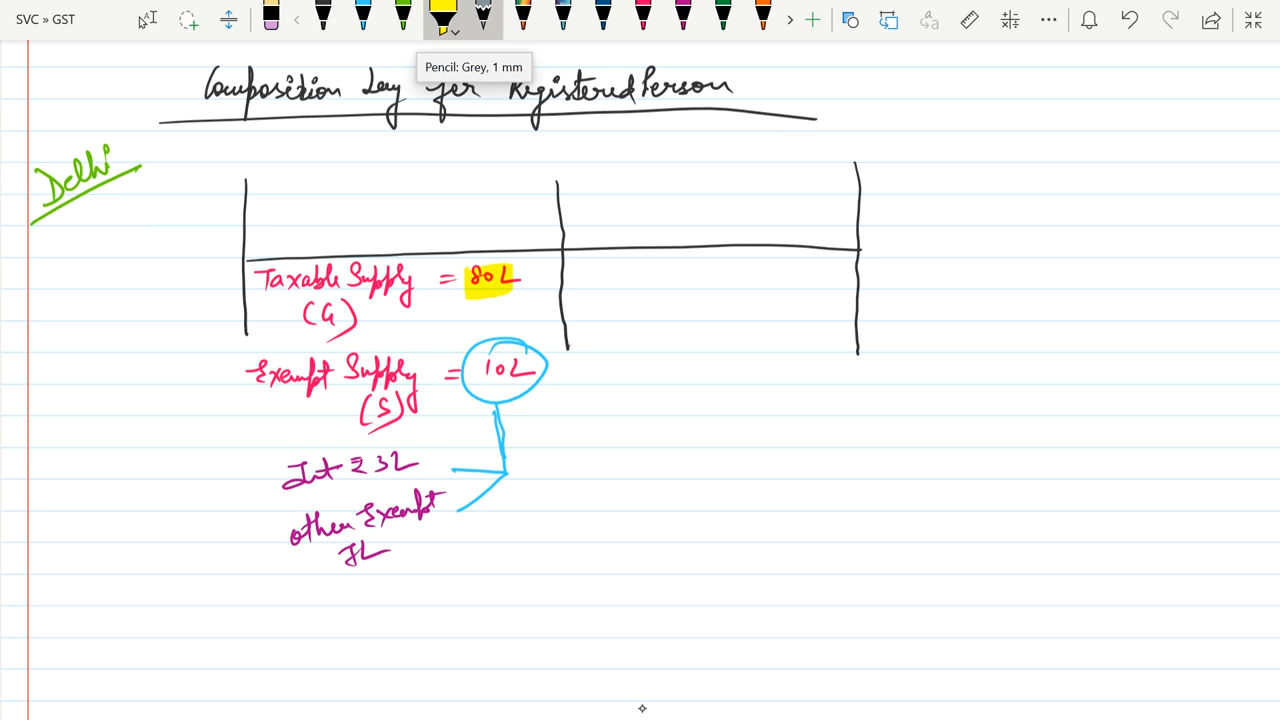 SVC » GST
Pencil: Grey, 1 mm
Composition Levy for Registered Person
Delhi
Taxable Supply = 80L
(G)
Exempt Supply = 10L
(S)
Int ₹ 3L
other Exempt
7L